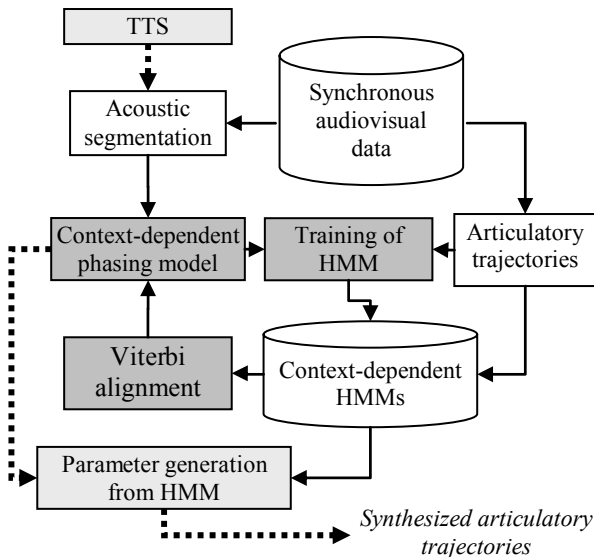 TTS
Synchronous
audiovisual
data
Acoustic
segmentation
Context-dependent
phasing model
Training of
HMM
Articulatory
trajectories
Viterbi
alignment
Context-dependent
HMMs
Parameter generation
from HMM
Synthesized articulatory
trajectories